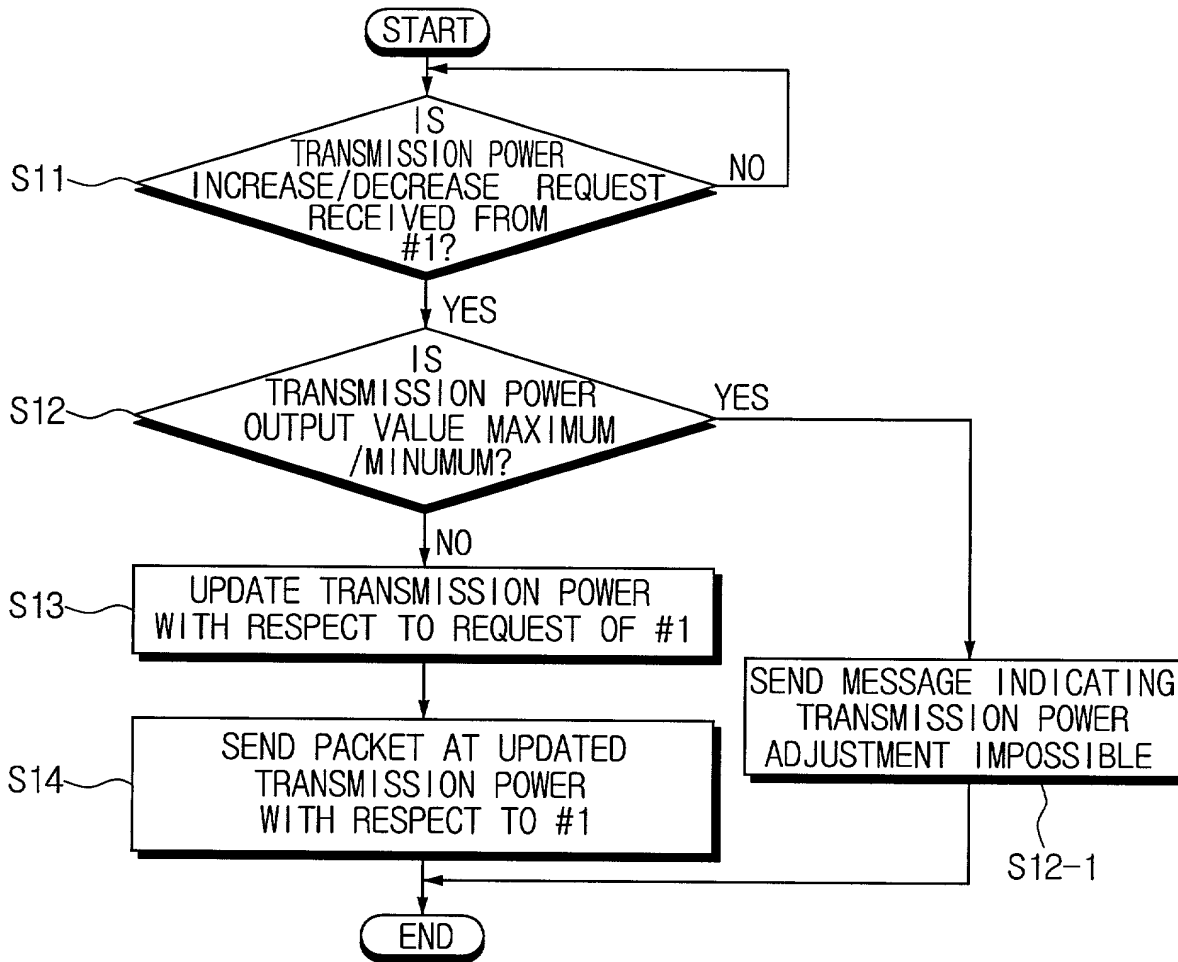 START
IS
TRANSMISSION POWER
INCREASE/DECREASE REQUEST
RECEIVED FROM
#1?
S11
NO
YES
IS
TRANSMISSION POWER
OUTPUT VALUE MAXIMUM
/MINUMUM?
S12
YES
NO
UPDATE TRANSMISSION POWER
WITH RESPECT TO REQUEST OF #1
S13
SEND PACKET AT UPDATED
TRANSMISSION POWER
WITH RESPECT TO #1
S14
SEND MESSAGE INDICATING
TRANSMISSION POWER
ADJUSTMENT IMPOSSIBLE
S12-1
END